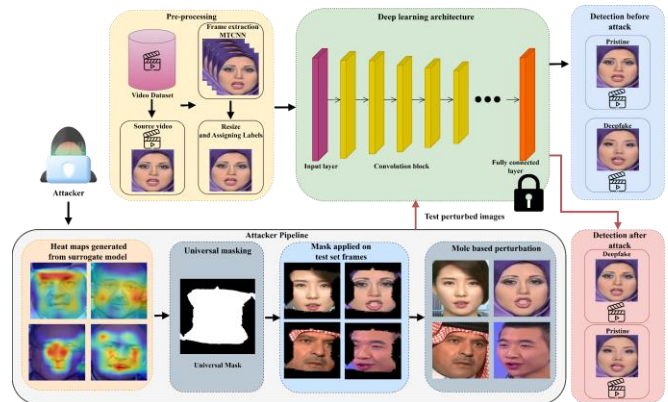 Pre-processing
Frame extraction
MTCNN
Video Dataset
Source video
Resize
and Assigning Labels
Deep learning architecture
Input layer
Convolution block
Fully connected
layer
Detection before
attack
Pristine
Deepfake
Attacker
Test perturbed images
Attacker Pipeline
Heat maps generated
from surrogate model
Universal masking
Universal Mask
Mask applied on
test set frames
Mole based perturbation
Detection after
attack
Deepfake
Pristine